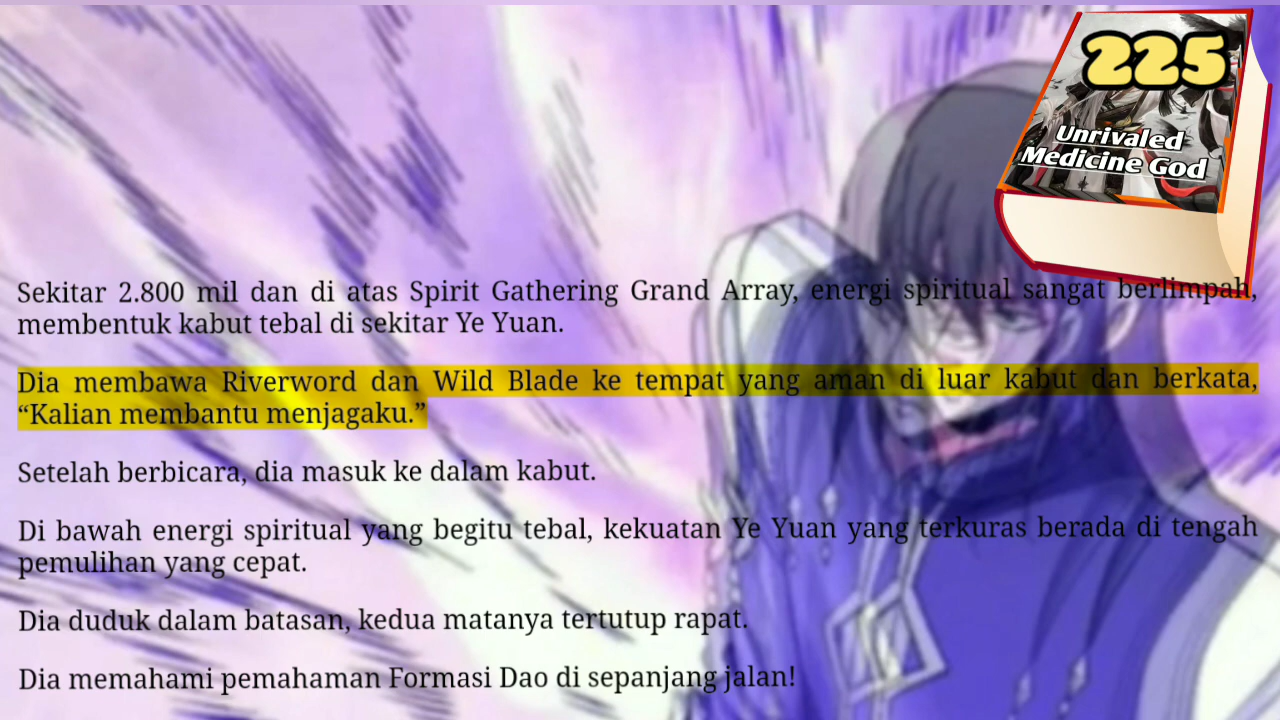 225
Unrivaled
Medicine God
Sekitar 2.800 mil dan di atas Spirit Gathering Grand Array, energi spiritual sangat berlimpah,
membentuk kabut tebal di sekitar Ye Yuan.
Dia membawa Riverword dan Wild Blade ke tempat yang aman di luar kabut dan berkata,
“Kalian membantu menjagaku.”
Setelah berbicara, dia masuk ke dalam kabut.
Di bawah energi spiritual yang begitu tebal, kekuatan Ye Yuan yang terkuras berada di tengah
pemulihan yang cepat.
Dia duduk dalam batasan, kedua matanya tertutup rapat.
Dia memahami pemahaman Formasi Dao di sepanjang jalan!